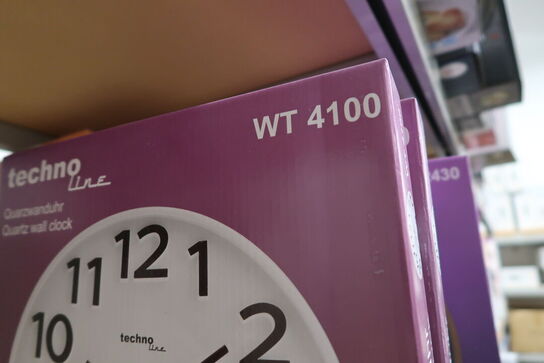 WT 4100
techno
line
Quarzwanduhr
Quartz wall clock
430
12
11
1
10
2
techno
line